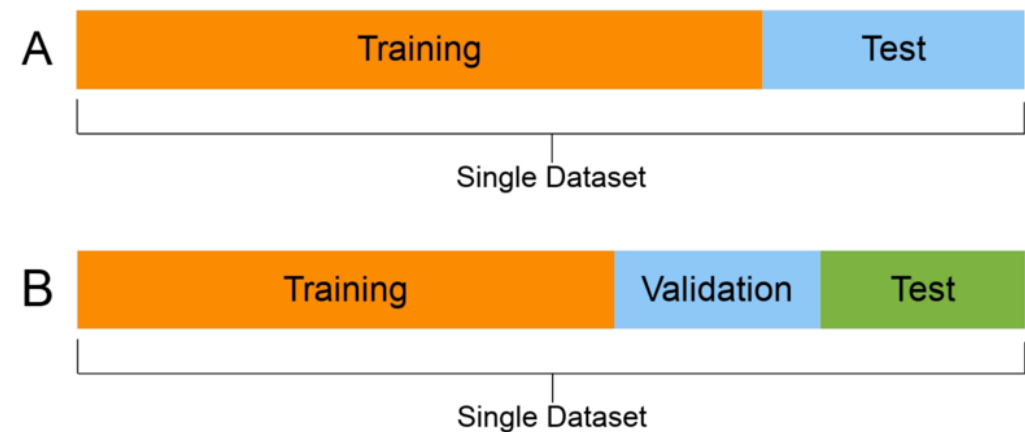 A Training Test
Single Dataset
B Training Validation Test
Single Dataset